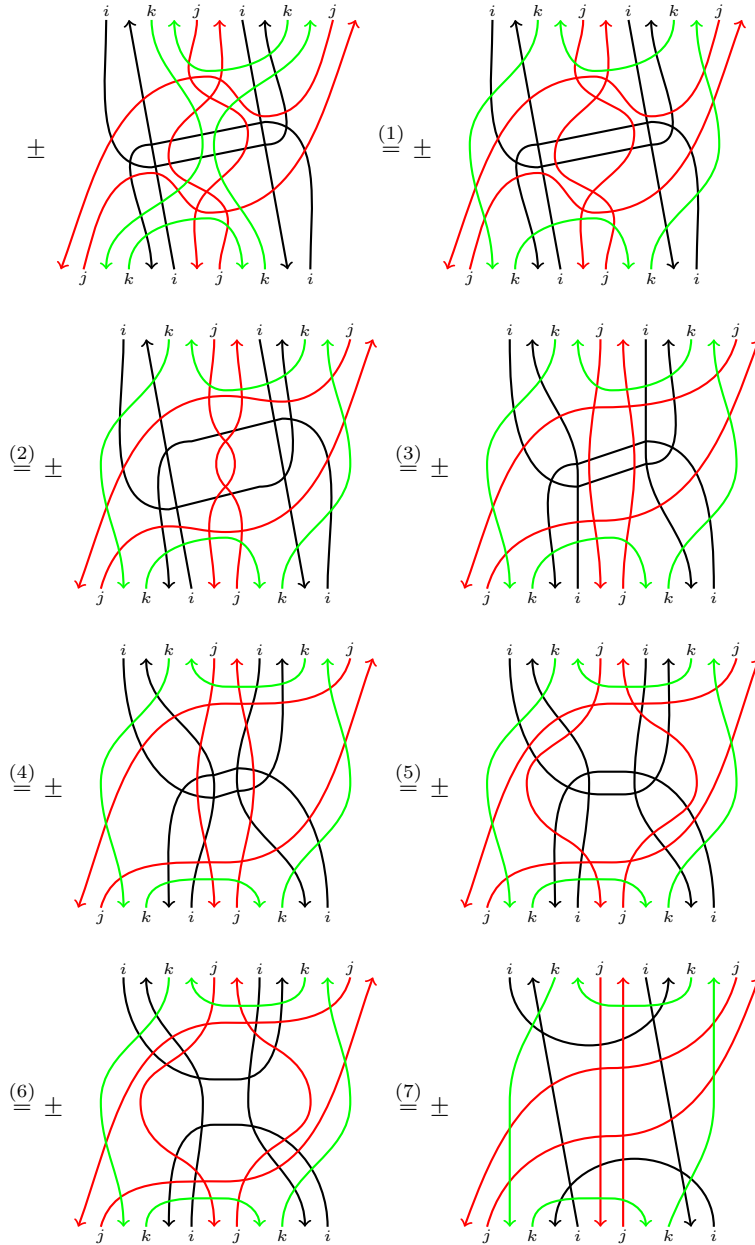 i k j i k j i k j i k j
± (1) = ±
j k i j k i j k i j k i
i k j i k j i k j i k j
(2) = ± (3) = ±
j k i j k i j k i j k i
i k j i k j i k j i k j
(4) = ± (5) = ±
j k i j k i j k i j k i
i k j i k j i k j i k j
(6) = ± (7) = ±
j k i j k i j k i j k i